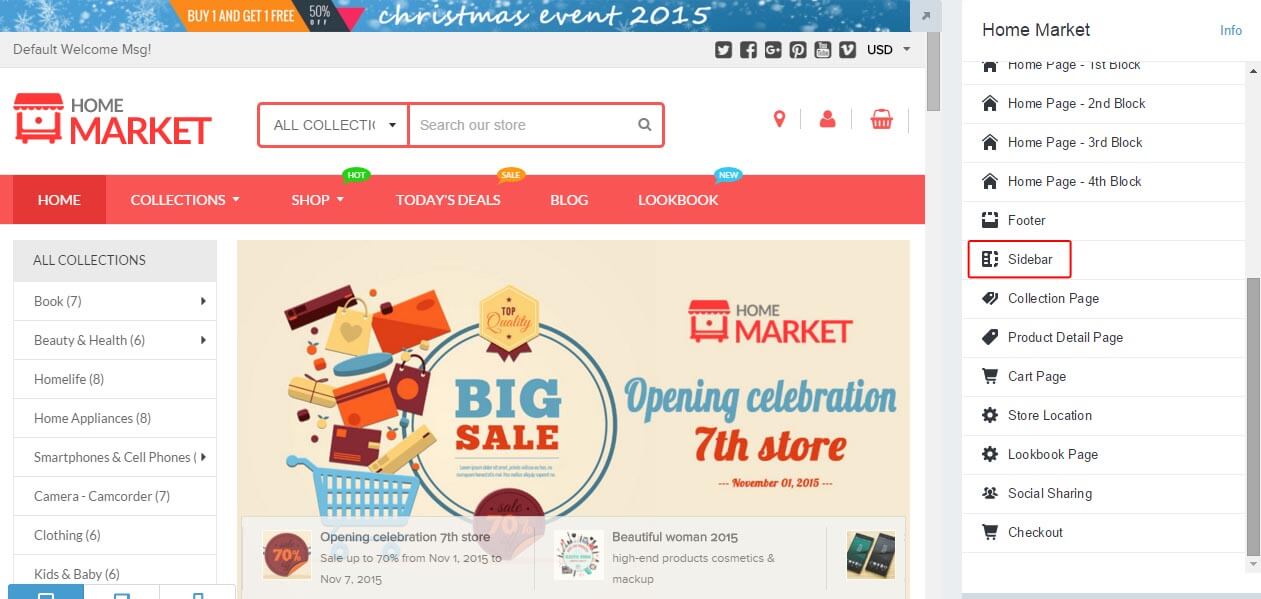 BUY 1 AND GET 1 FREE
50%
OFF
christmas event 2015
Default Welcome Msg!
USD
HOME
MARKET
ALL COLLECTIO
Search our store
HOT
SALE
NEW
HOME
COLLECTIONS
SHOP
TODAY'S DEALS
BLOG
LOOKBOOK
ALL COLLECTIONS
Book (7)
Beauty & Health (6)
Homelife (8)
Home Appliances (8)
Smartphones & Cell Phones (
Camera - Camcorder (7)
Clothing (6)
Kids & Baby (6)
TOP
Quality
BIG
SALE
HOME
MARKET
Opening celebration
7th store
--- November 01, 2015 ---
sale
70%
70%
Opening celebration 7th store
Sale up to 70% from Nov 1, 2015 to
Nov 7, 2015
Beautiful woman 2015
high-end products cosmetics &
mackup
Home Market
Info
Home Page - 1st Block
Home Page - 2nd Block
Home Page - 3rd Block
Home Page - 4th Block
Footer
Sidebar
Collection Page
Product Detail Page
Cart Page
Store Location
Lookbook Page
Social Sharing
Checkout